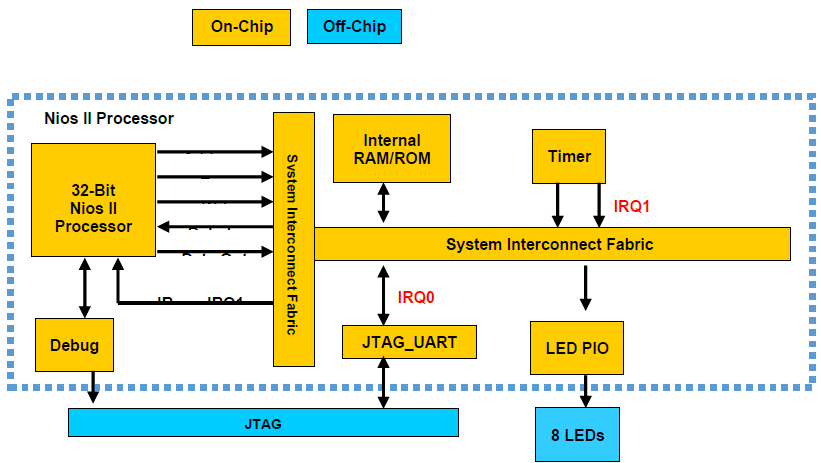 On-Chip
Off-Chip
Nios II Processor
32-Bit
Nios II
Processor
System Interconnect Fabric
Internal
RAM/ROM
Timer
IRQ1
System Interconnect Fabric
IRQ0
Debug
JTAG_UART
LED PIO
JTAG
8 LEDs